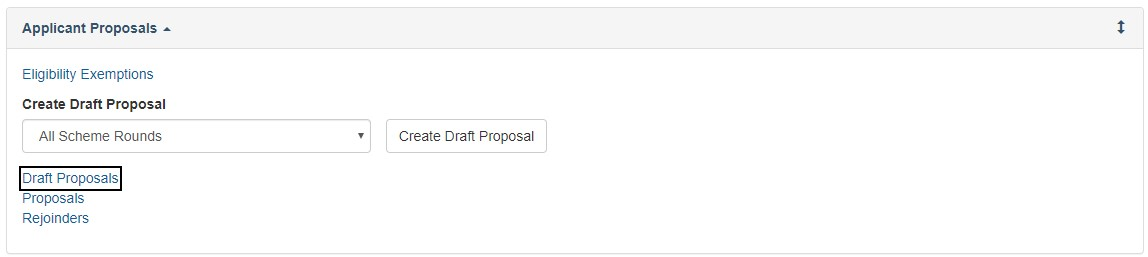 Applicant Proposals
Eligibility Exemptions
Create Draft Proposal
All Scheme Rounds
Create Draft Proposal
Draft Proposals
Proposals
Rejoinders